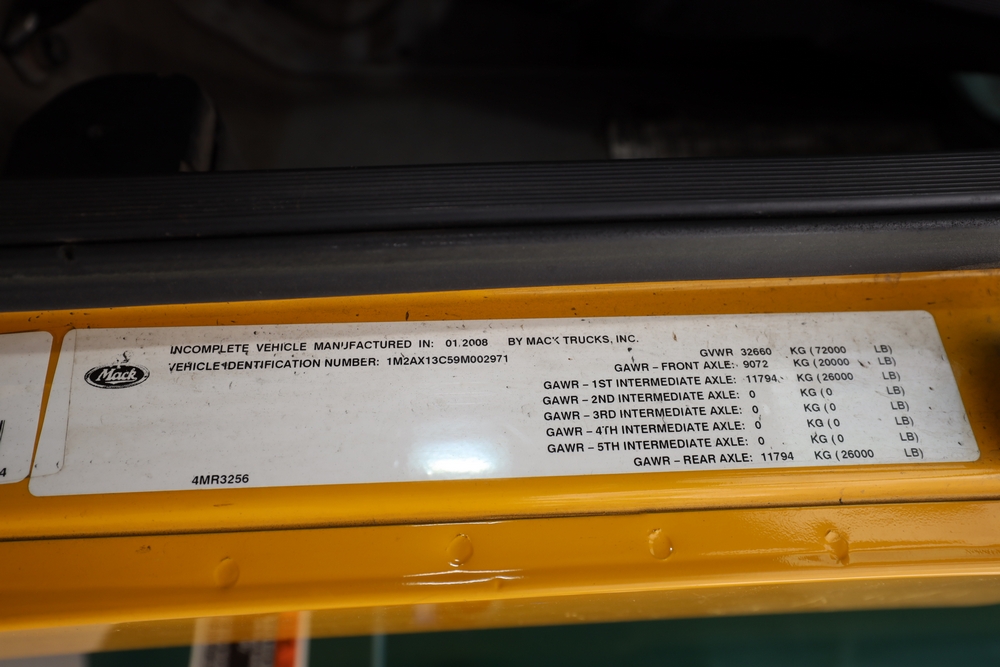 INCOMPLETE VEHICLE MANUFACTURED IN: 01.2008 BY MACK TRUCKS, INC.
VEHICLE IDENTIFICATION NUMBER: 1M2AX13C59M002971
Mack
GVWR 32660 KG (72000 LB)
GAWR – FRONT AXLE: 9072 KG (20000 LB)
GAWR – 1ST INTERMEDIATE AXLE: 11794 KG (26000 LB)
GAWR – 2ND INTERMEDIATE AXLE: 0 KG (0 LB)
GAWR – 3RD INTERMEDIATE AXLE: 0 KG (0 LB)
GAWR – 4TH INTERMEDIATE AXLE: 0 KG (0 LB)
GAWR – 5TH INTERMEDIATE AXLE: 0 KG (0 LB)
GAWR – REAR AXLE: 11794 KG (26000 LB)
4MR3256
4